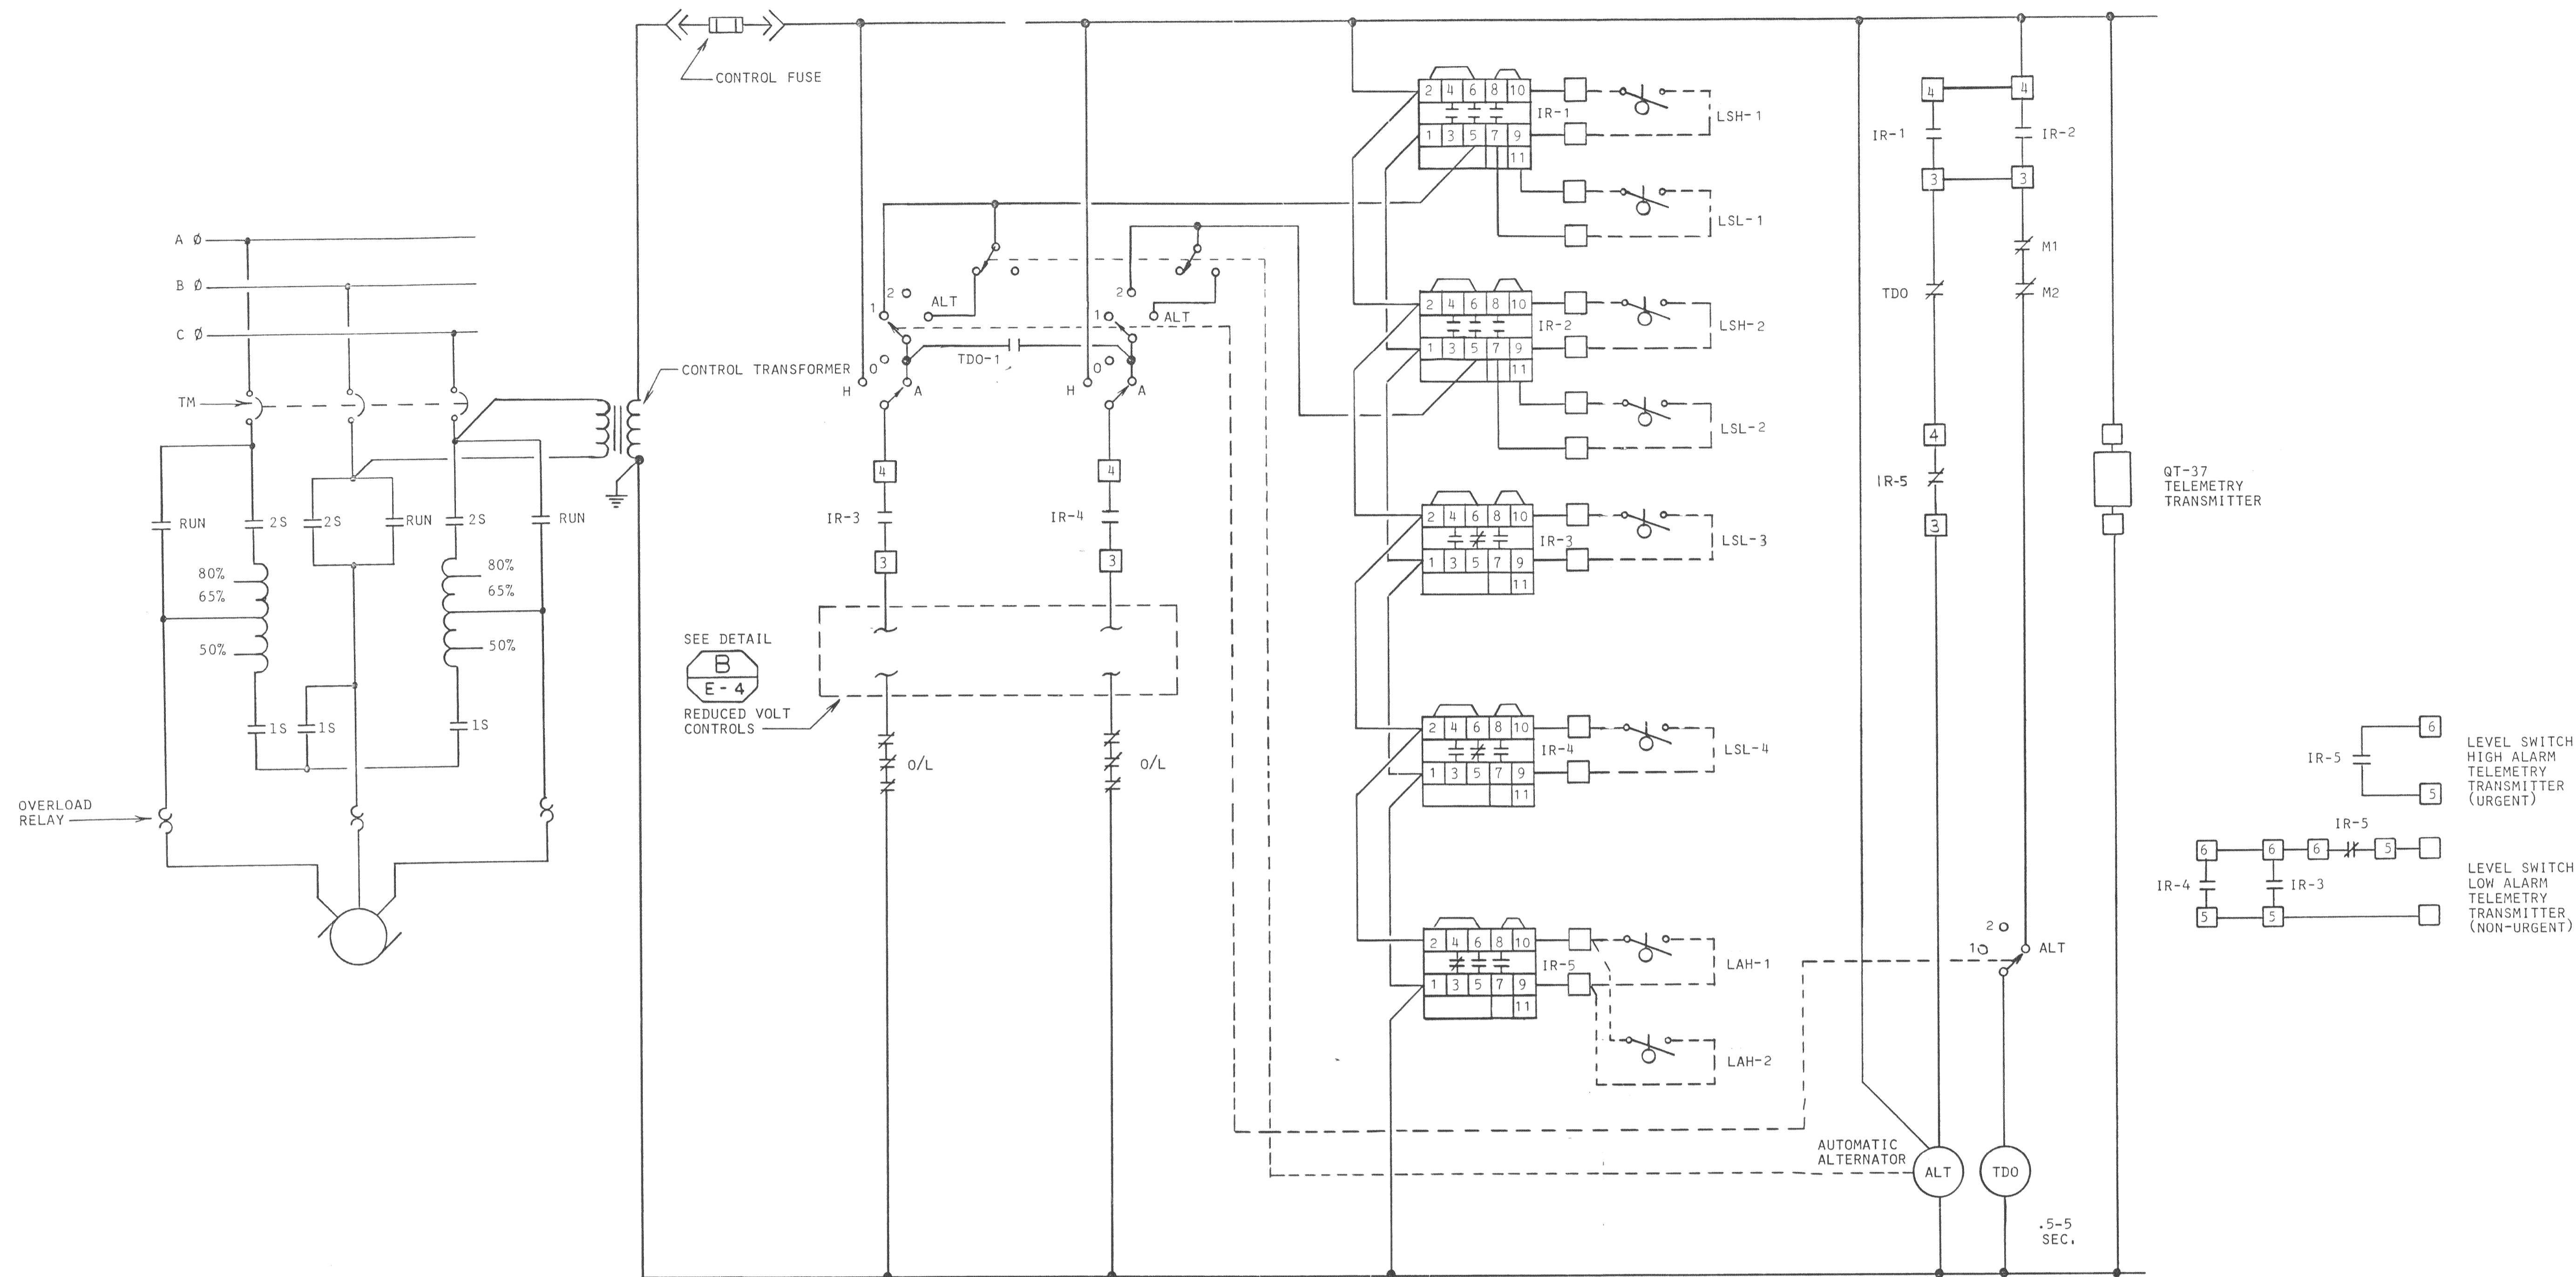 CONTROL FUSE
A Ø
B Ø
C Ø
TM
CONTROL TRANSFORMER
RUN
2S
2S
RUN
2S
RUN
80%
65%
50%
80%
65%
50%
1S
1S
1S
OVERLOAD
RELAY
2
1
ALT
O
H
A
TDO-1
2
1
ALT
O
H
A
4
IR-3
3
4
IR-4
3
SEE DETAIL
B
E-4
REDUCED VOLT
CONTROLS
O/L
O/L
2 4 6 8 10
IR-1
1 3 5 7 9
11
LSH-1
LSL-1
2 4 6 8 10
IR-2
1 3 5 7 9
11
LSH-2
LSL-2
2 4 6 8 10
IR-3
1 3 5 7 9
11
LSL-3
2 4 6 8 10
IR-4
1 3 5 7 9
11
LSL-4
2 4 6 8 10
IR-5
1 3 5 7 9
11
LAH-1
LAH-2
4
4
IR-1
IR-2
3
3
M1
TDO
M2
4
IR-5
3
QT-37
TELEMETRY
TRANSMITTER
2
1
ALT
AUTOMATIC
ALTERNATOR
ALT
TDO
.5-5
SEC.
6
IR-5
5
LEVEL SWITCH
HIGH ALARM
TELEMETRY
TRANSMITTER
(URGENT)
IR-5
6
6
6
5
IR-4
IR-3
5
5
LEVEL SWITCH
LOW ALARM
TELEMETRY
TRANSMITTER
(NON-URGENT)